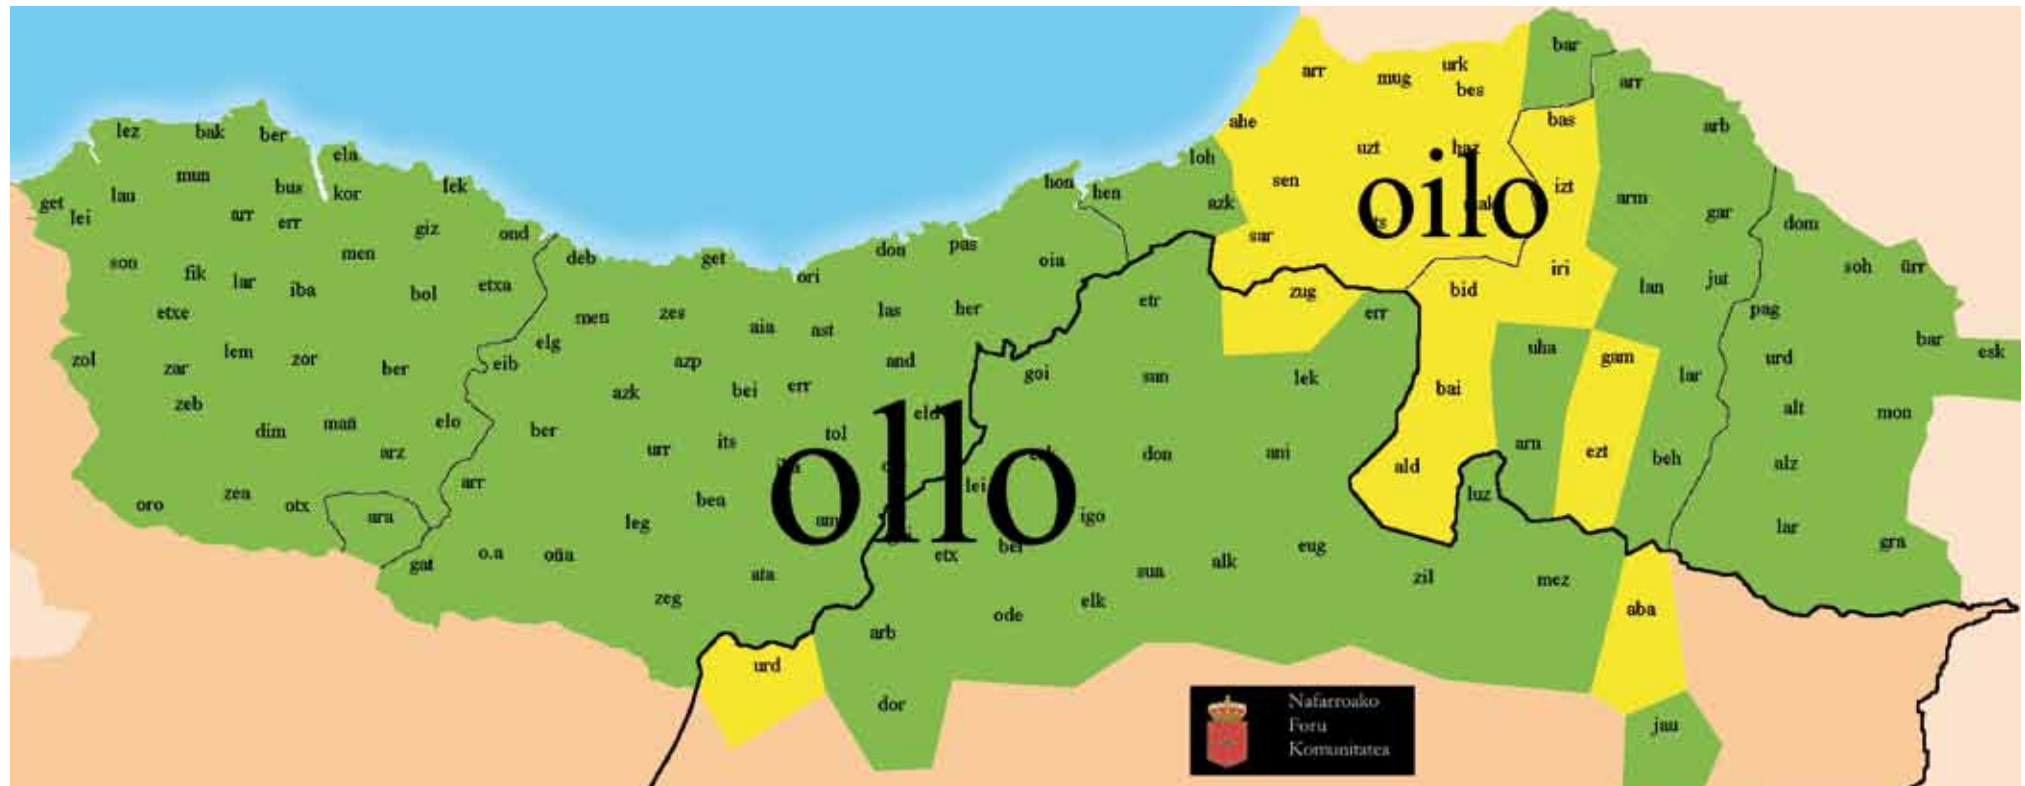 bar
arr
mug
urk
bes
arr
ahe
bas
arb
lez
bak
ber
ela
uzt
haz
loh
mun
bus
kor
lek
hon
hen
sen
izt
get
lei
lau
arr
err
azk
arm
gar
oilo
giz
ond
men
sur
dom
son
fik
lar
iba
bol
etxa
deb
get
ori
don
pas
oia
iri
soh
ürr
zug
bid
lan
jut
etxe
men
zes
aia
ast
las
her
etr
err
pag
zol
zar
lem
zor
ber
eib
elg
azp
and
goi
sun
lek
uha
gam
lar
urd
bar
esk
zeb
azk
bei
err
bai
dim
mañ
elo
ber
eld
alt
mon
arz
urr
its
tol
don
ani
ald
arn
ezt
beh
alz
ollo
oro
zea
otx
ara
arr
leg
bea
lei
igo
luz
lar
gra
gat
o.a
oña
ata
etx
sua
alk
eug
zil
mez
zeg
arb
ode
elk
aba
urd
dor
jau
Nafarroako
Foru
Komunitatea